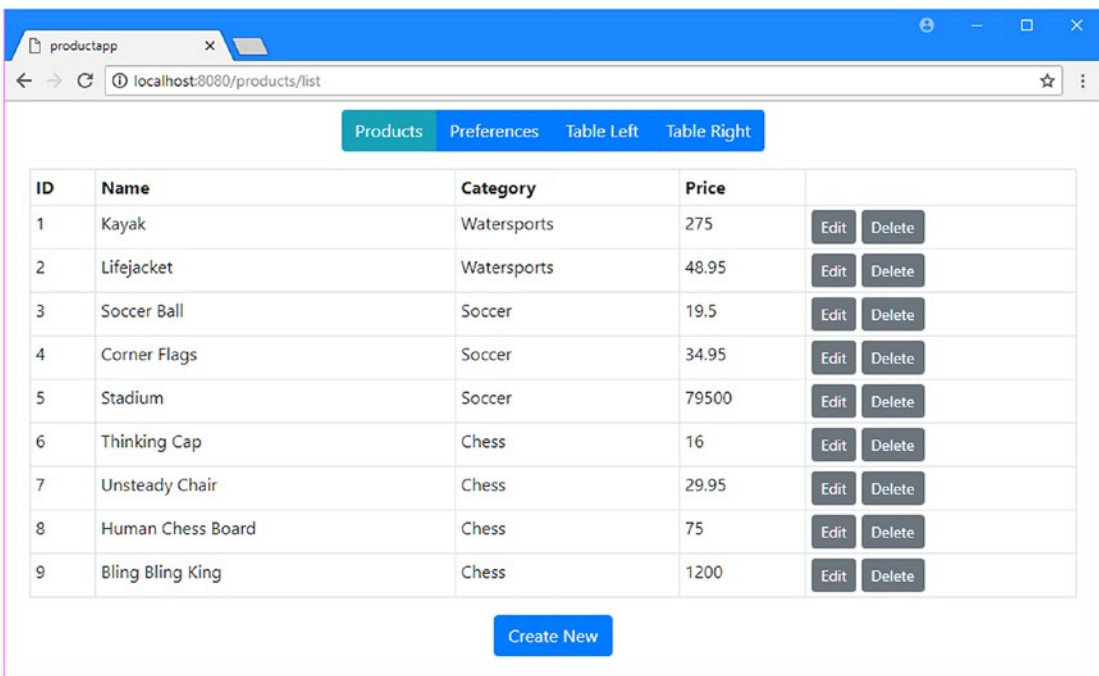 productapp
localhost:8080/products/list
Products Preferences Table Left Table Right
ID Name Category Price
1 Kayak Watersports 275 Edit Delete
2 Lifejacket Watersports 48.95 Edit Delete
3 Soccer Ball Soccer 19.5 Edit Delete
4 Corner Flags Soccer 34.95 Edit Delete
5 Stadium Soccer 79500 Edit Delete
6 Thinking Cap Chess 16 Edit Delete
7 Unsteady Chair Chess 29.95 Edit Delete
8 Human Chess Board Chess 75 Edit Delete
9 Bling Bling King Chess 1200 Edit Delete
Create New